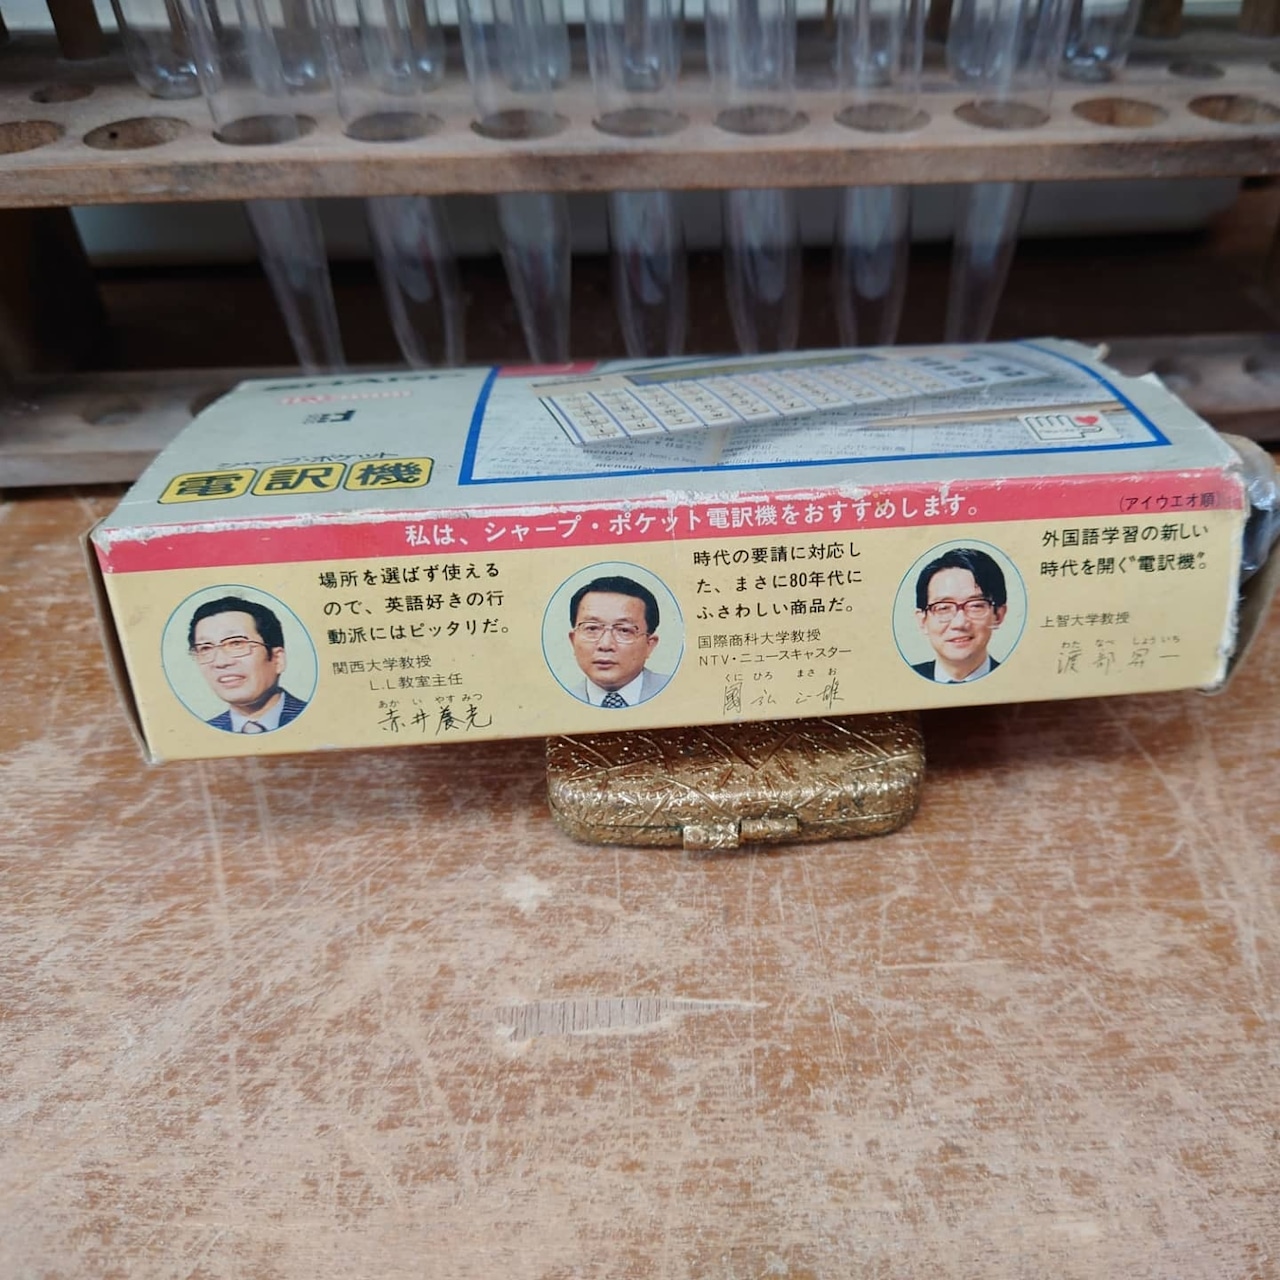 SHARP
シャープ・ポケット
電訳機
私は、シャープ・ポケット電訳機をおすすめします。
(アイウエオ順)
場所を選ばず使える
ので、英語好きの行
動派にはピッタリだ。
関西大学教授
L.L教室主任
あか い やす みつ
赤井養光
時代の要請に対応し
た、まさに80年代に
ふさわしい商品だ。
国際商科大学教授
NTV・ニュースキャスター
くに ひろ まさ お
國弘正雄
外国語学習の新しい
時代を開く"電訳機"。
上智大学教授
わた なべ しょう いち
渡部昇一